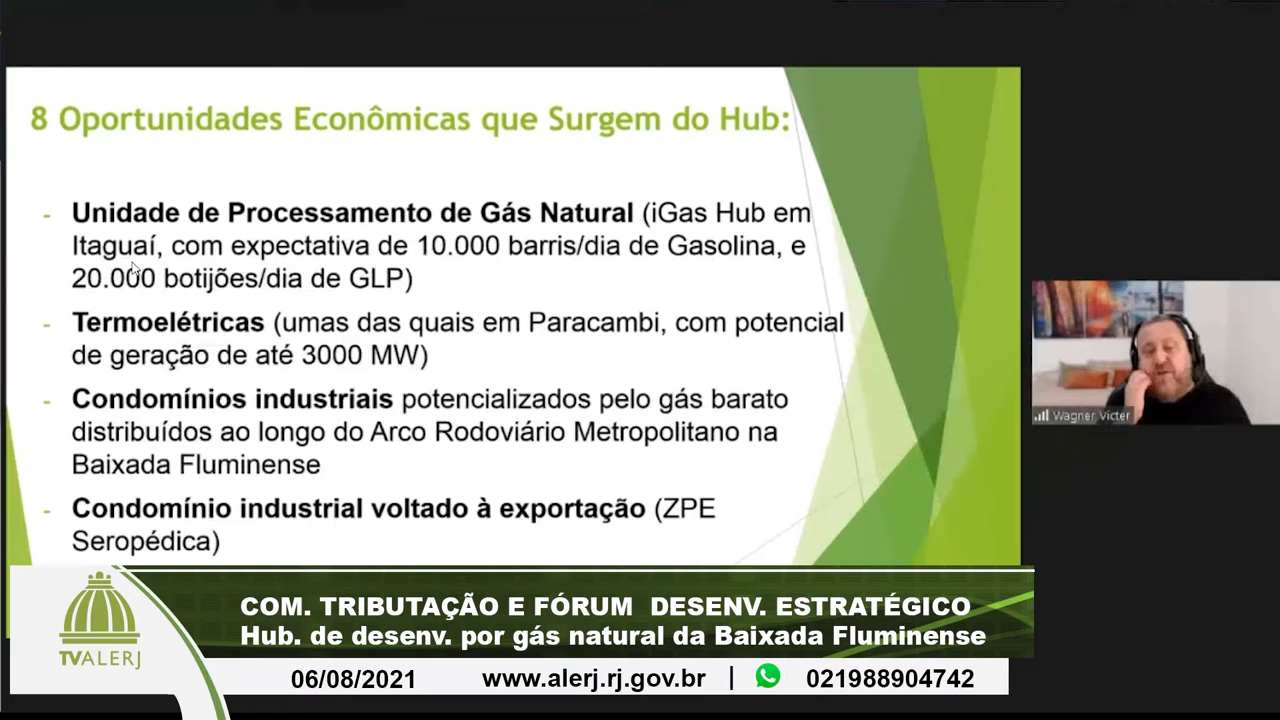 8 Oportunidades Econômicas que Surgem do Hub:
- Unidade de Processamento de Gás Natural (iGas Hub em
Itaguaí, com expectativa de 10.000 barris/dia de Gasolina, e
20.000 botijões/dia de GLP)
- Termoelétricas (umas das quais em Paracambi, com potencial
de geração de até 3000 MW)
- Condomínios industriais potencializados pelo gás barato
distribuídos ao longo do Arco Rodoviário Metropolitano na
Baixada Fluminense
- Condomínio industrial voltado à exportação (ZPE
Seropédica)
Wagner Victer
COM. TRIBUTAÇÃO E FÓRUM DESENV. ESTRATÉGICO
Hub. de desenv. por gás natural da Baixada Fluminense
TVALERJ
06/08/2021 www.alerj.rj.gov.br | 021988904742